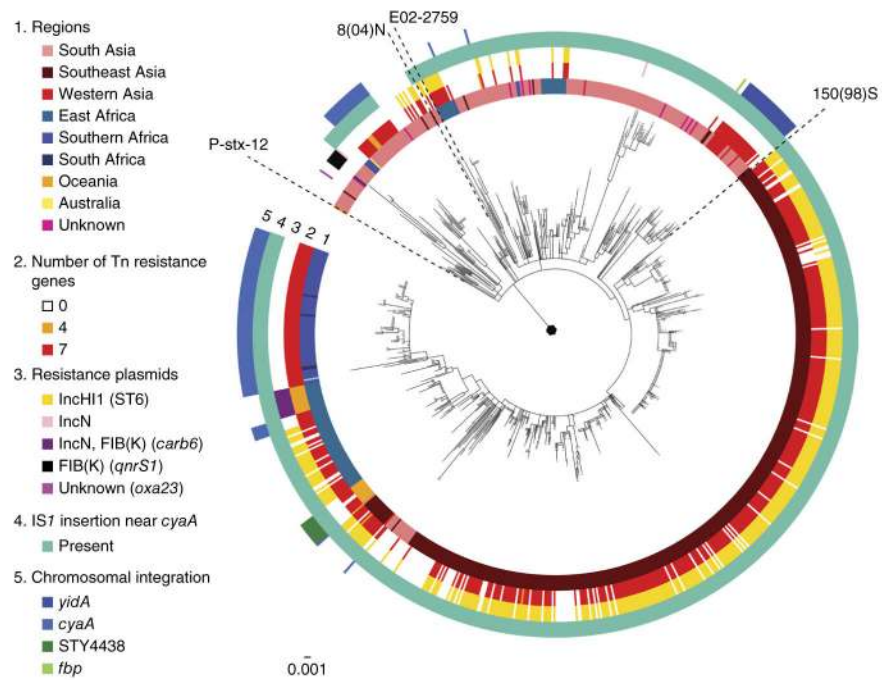 1. Regions
South Asia
Southeast Asia
Western Asia
East Africa
Southern Africa
South Africa
Oceania
Australia
Unknown
2. Number of Tn resistance
genes
0
4
7
3. Resistance plasmids
IncHI1 (ST6)
IncN
IncN, FIB(K) (carb6)
FIB(K) (qnrS1)
Unknown (oxa23)
4. IS1 insertion near cyaA
Present
5. Chromosomal integration
yidA
cyaA
STY4438
fbp
E02-2759
8(04)N
150(98)S
P-stx-12
5 4 3 2 1
0.001